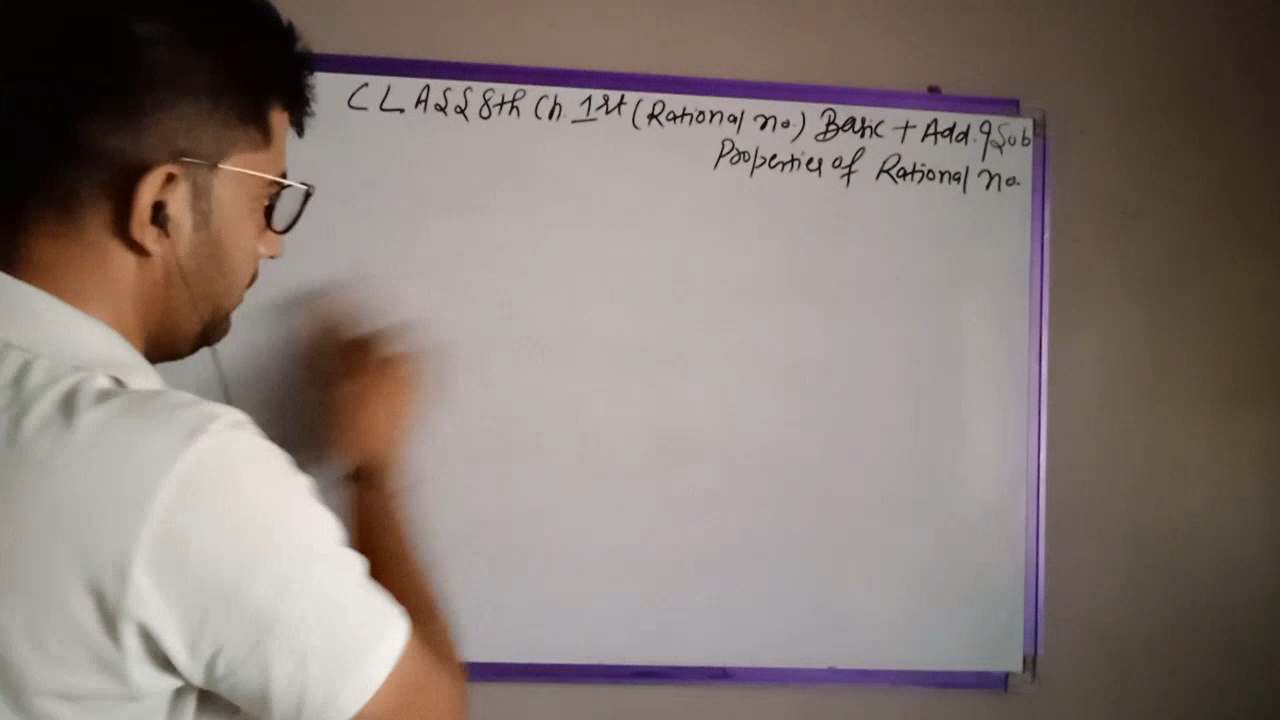 CLASS 8th Ch. 1st (Rational no.) Basic + Add. & Sub
Properties of Rational no.